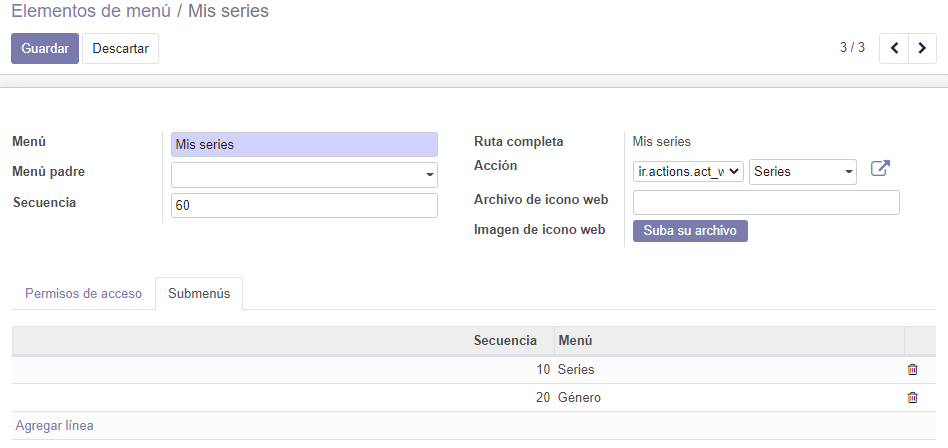 Elementos de menú / Mis series
Guardar Descartar 3 / 3
Menú Mis series
Menú padre
Secuencia 60
Ruta completa Mis series
Acción ir.actions.act_w Series
Archivo de icono web
Imagen de icono web Suba su archivo
Permisos de acceso Submenús
Secuencia Menú
10 Series
20 Género
Agregar línea